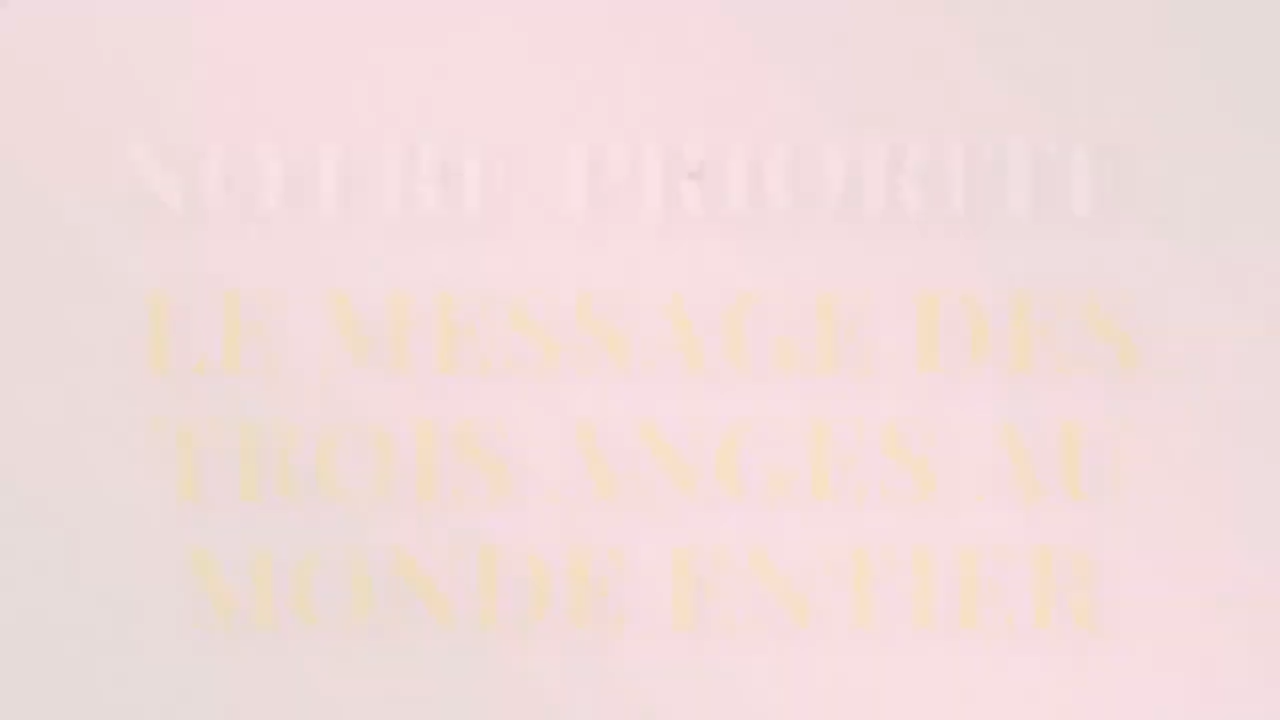 NOTRE PRIORITE
LE MESSAGE DES
TROIS ANGES AU
MONDE ENTIER